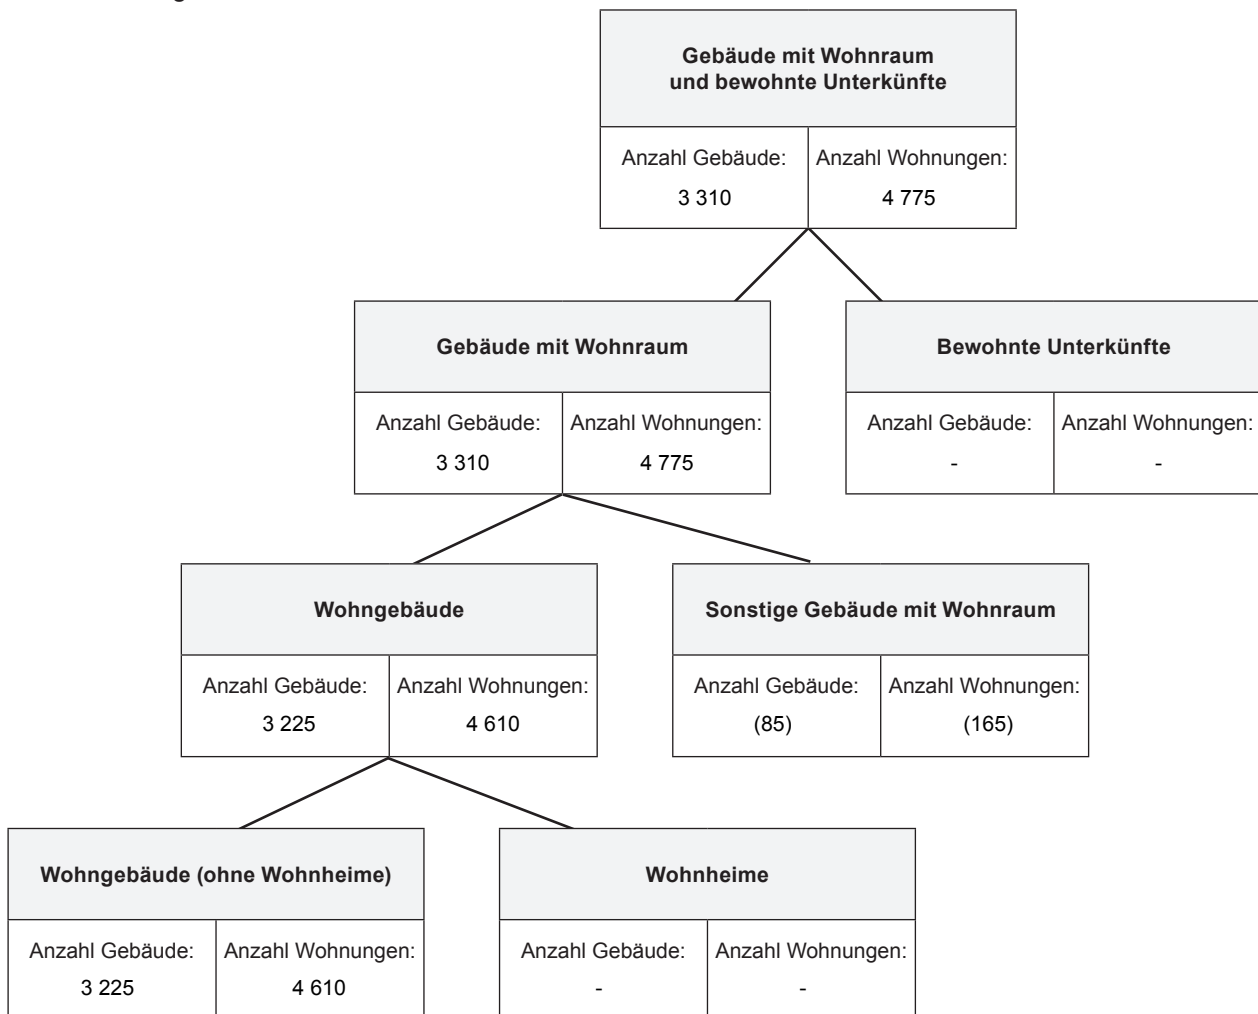 Gebäude mit Wohnraum
und bewohnte Unterkünfte
Anzahl Gebäude: Anzahl Wohnungen:
3 310 4 775
Gebäude mit Wohnraum Bewohnte Unterkünfte
Anzahl Gebäude: Anzahl Wohnungen: Anzahl Gebäude: Anzahl Wohnungen:
3 310 4 775 - -
Wohngebäude Sonstige Gebäude mit Wohnraum
Anzahl Gebäude: Anzahl Wohnungen: Anzahl Gebäude: Anzahl Wohnungen:
3 225 4 610 (85) (165)
Wohngebäude (ohne Wohnheime) Wohnheime
Anzahl Gebäude: Anzahl Wohnungen: Anzahl Gebäude: Anzahl Wohnungen:
3 225 4 610 - -